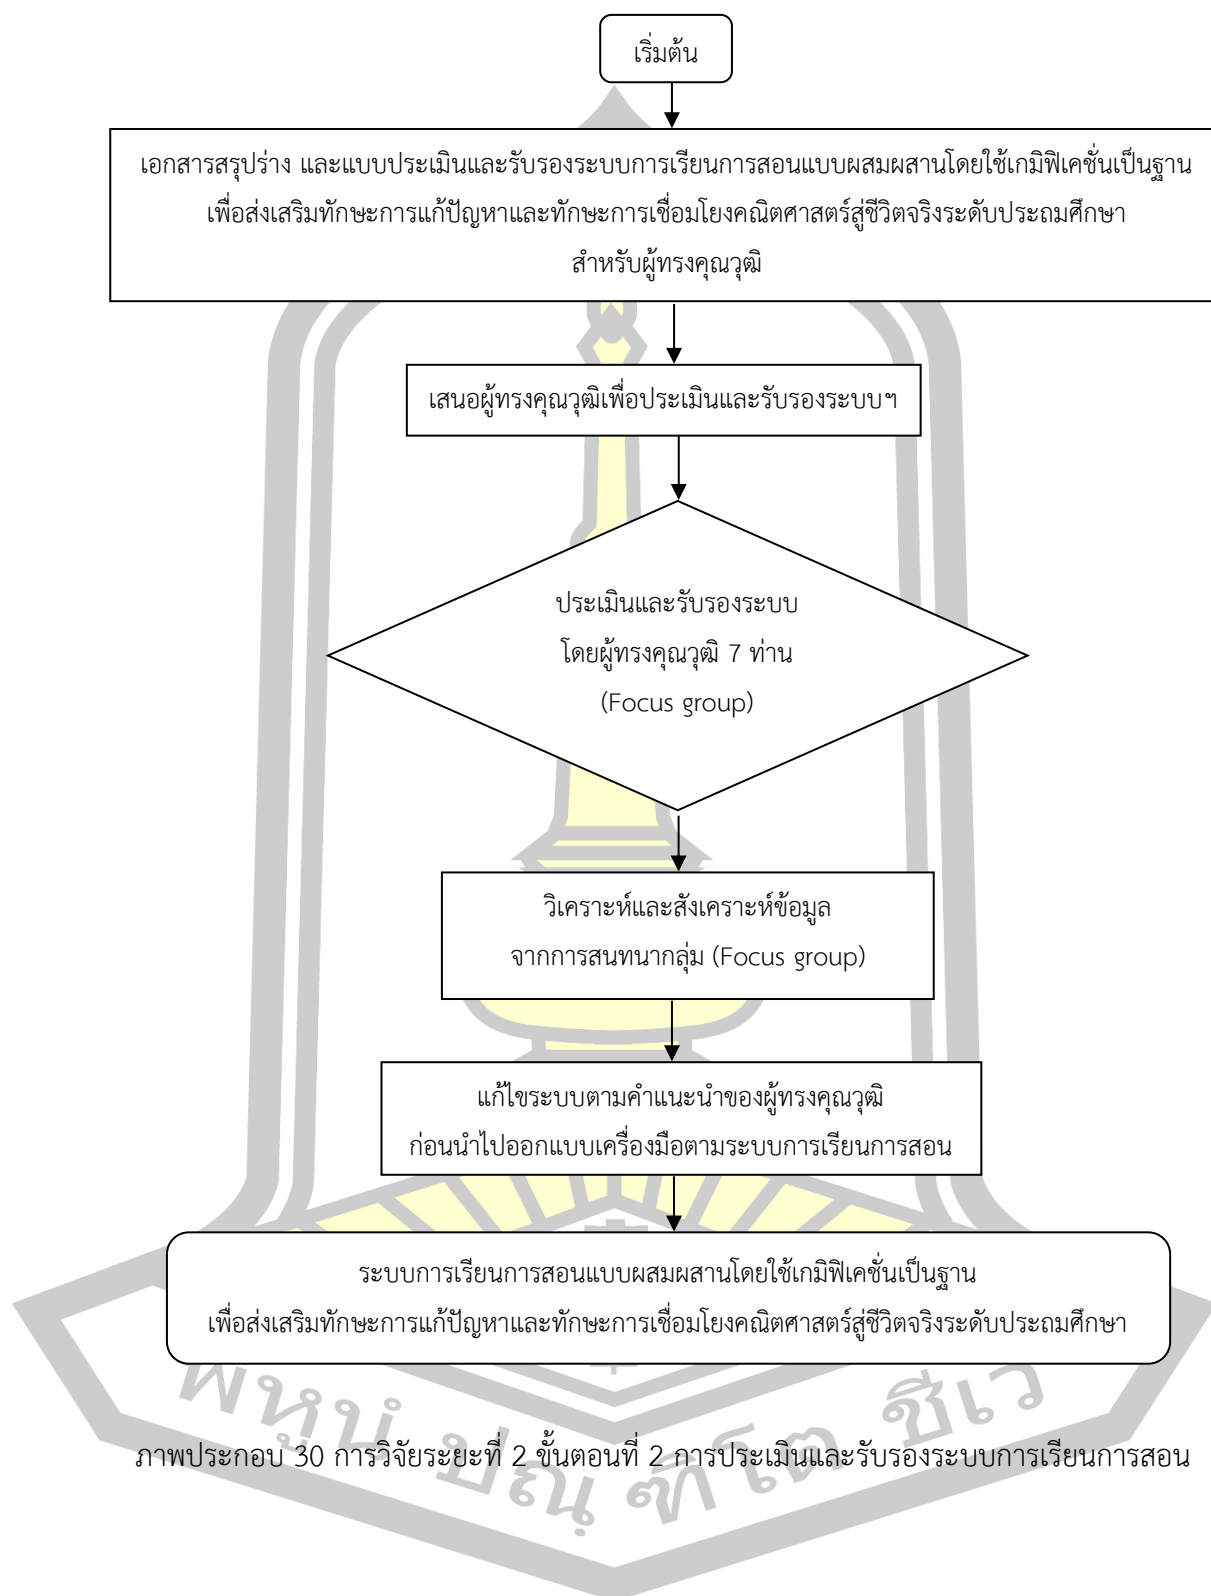 เริ่มต้น
เอกสารสรุปร่าง และแบบประเมินและรับรองระบบการเรียนการสอนแบบผสมผสานโดยใช้เกมิฟิเคชั่นเป็นฐาน
เพื่อส่งเสริมทักษะการแก้ปัญหาและทักษะการเชื่อมโยงคณิตศาสตร์สู่ชีวิตจริงระดับประถมศึกษา
สำหรับผู้ทรงคุณวุฒิ
เสนอผู้ทรงคุณวุฒิเพื่อประเมินและรับรองระบบฯ
ประเมินและรับรองระบบ
โดยผู้ทรงคุณวุฒิ 7 ท่าน
(Focus group)
วิเคราะห์และสังเคราะห์ข้อมูล
จากการสนทนากลุ่ม (Focus group)
แก้ไขระบบตามคำแนะนำของผู้ทรงคุณวุฒิ
ก่อนนำไปออกแบบเครื่องมือตามระบบการเรียนการสอน
ระบบการเรียนการสอนแบบผสมผสานโดยใช้เกมิฟิเคชั่นเป็นฐาน
เพื่อส่งเสริมทักษะการแก้ปัญหาและทักษะการเชื่อมโยงคณิตศาสตร์สู่ชีวิตจริงระดับประถมศึกษา
พหูนํ ปณฺฑิโต ชีเว
ภาพประกอบ 30 การวิจัยระยะที่ 2 ขั้นตอนที่ 2 การประเมินและรับรองระบบการเรียนการสอน